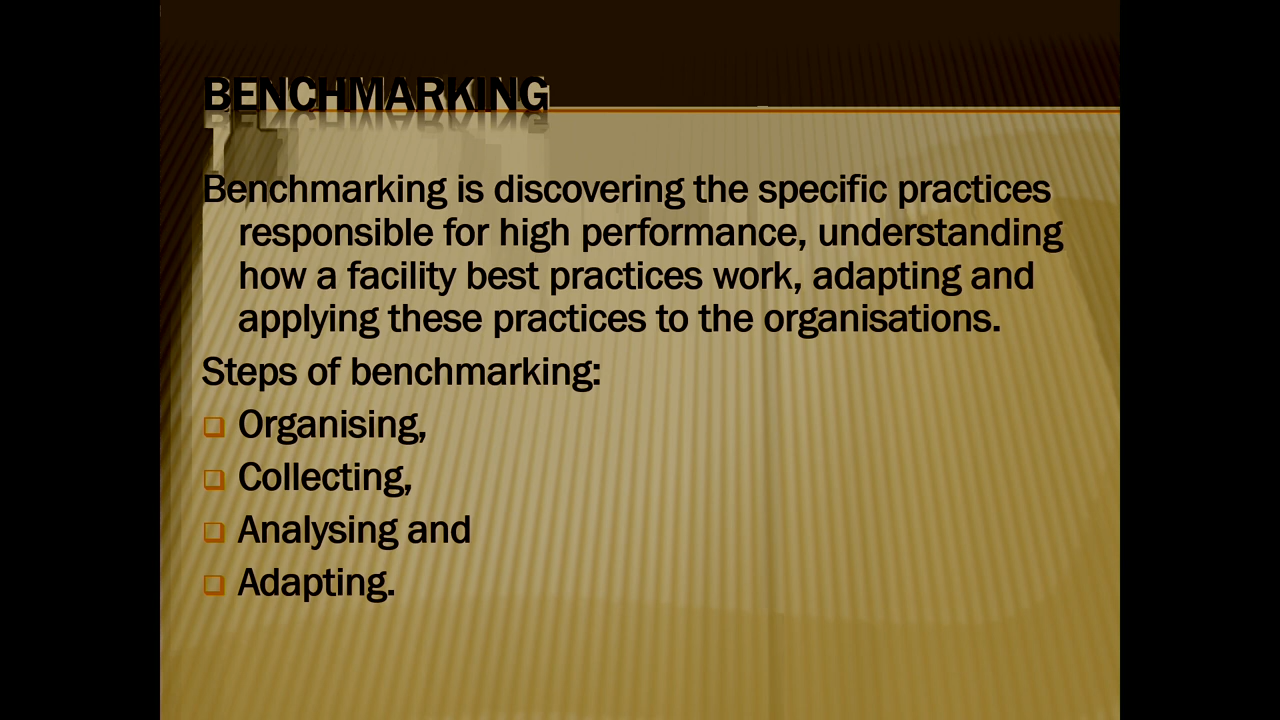 BENCHMARKING
Benchmarking is discovering the specific practices
responsible for high performance, understanding
how a facility best practices work, adapting and
applying these practices to the organisations.
Steps of benchmarking:
Organising,
Collecting,
Analysing and
Adapting.